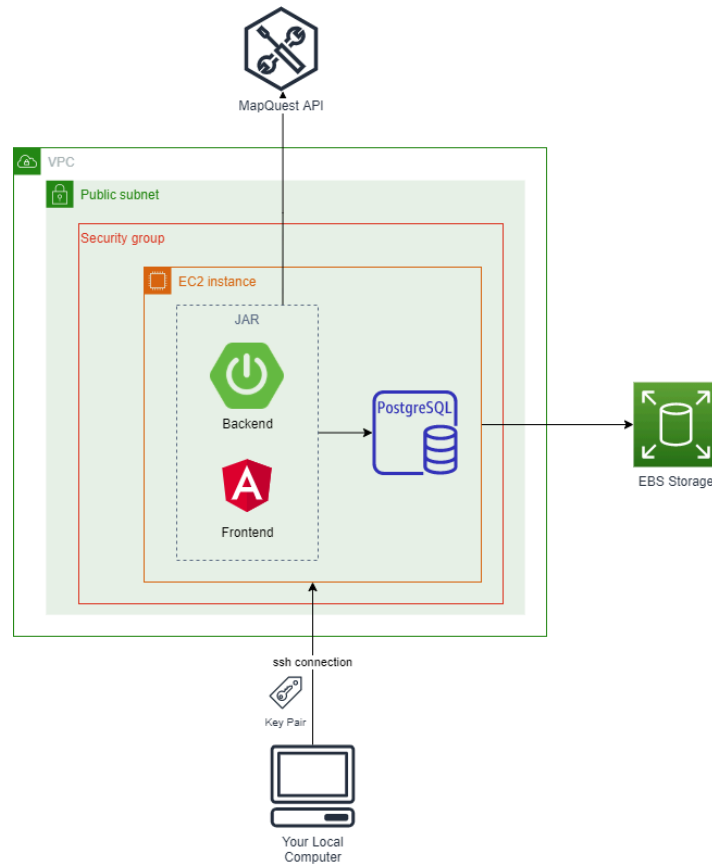 MapQuest API
VPC
Public subnet
Security group
EC2 instance
JAR
Backend
PostgreSQL
Frontend
EBS Storage
ssh connection
Key Pair
Your Local
Computer